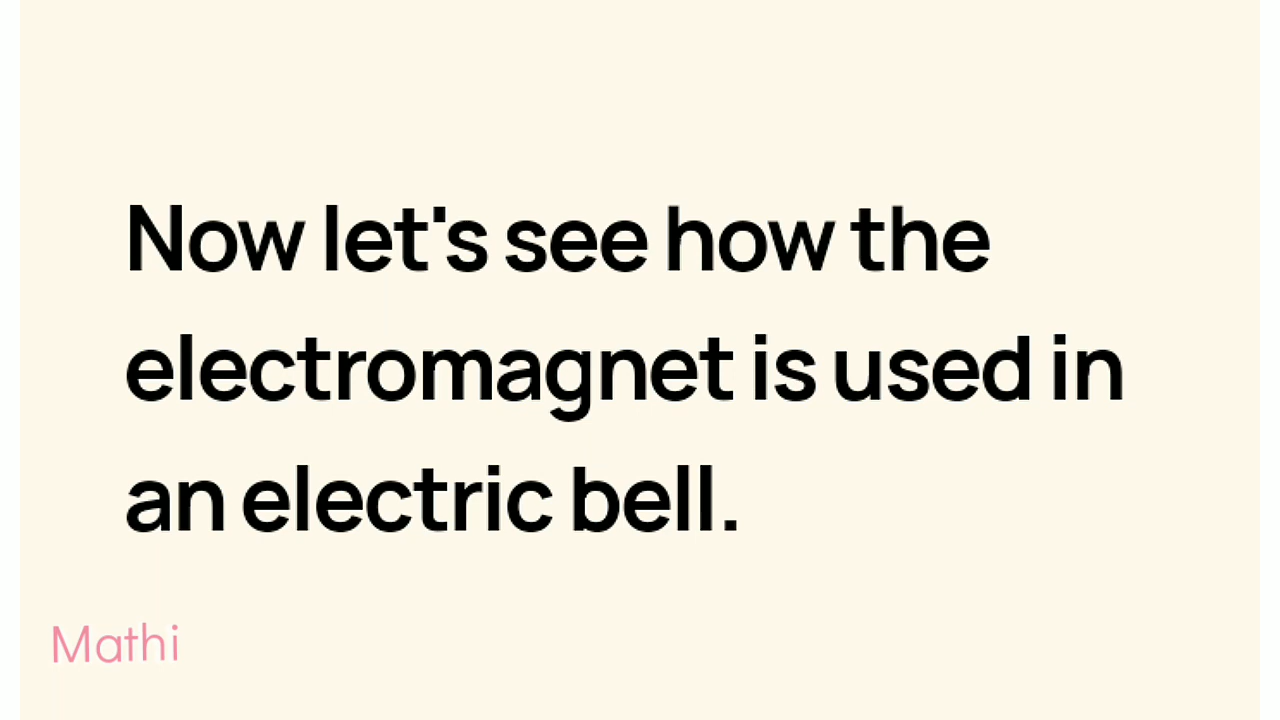 Now let's see how the
electromagnet is used in
an electric bell.
Mathi